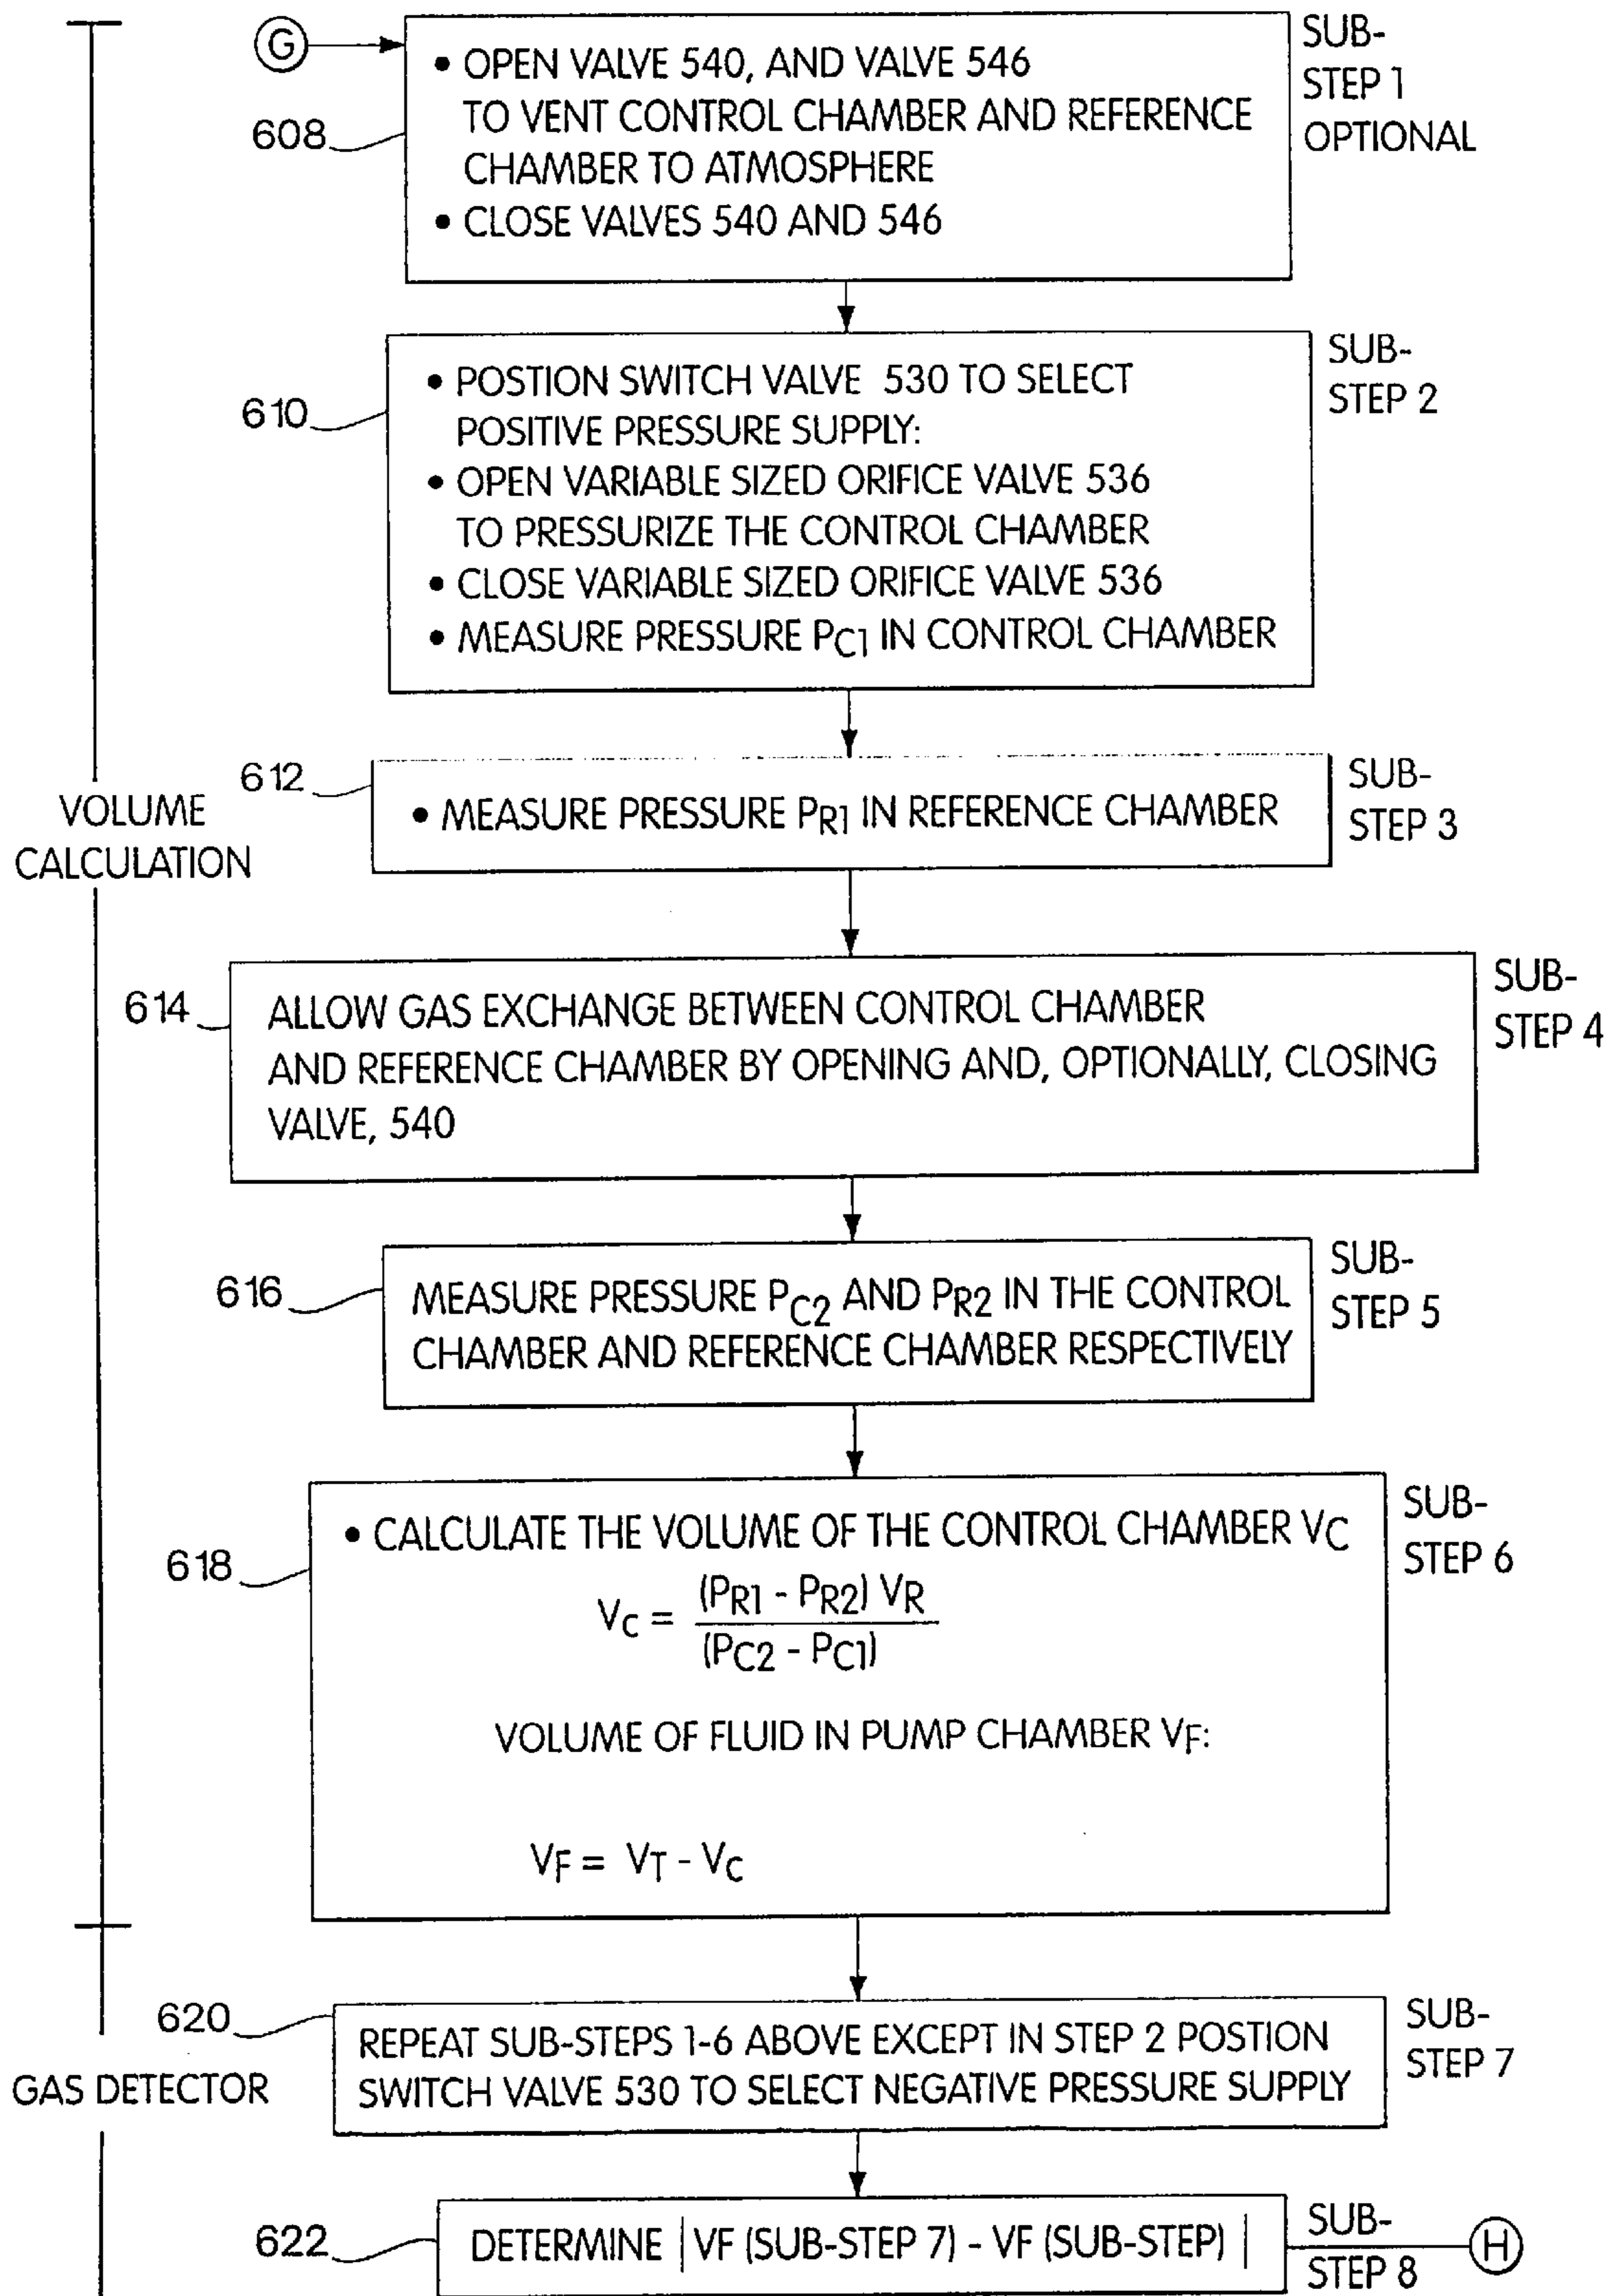 G
• OPEN VALVE 540, AND VALVE 546
TO VENT CONTROL CHAMBER AND REFERENCE
CHAMBER TO ATMOSPHERE
• CLOSE VALVES 540 AND 546
608
SUB-
STEP 1
OPTIONAL
• POSTION SWITCH VALVE 530 TO SELECT
POSITIVE PRESSURE SUPPLY:
• OPEN VARIABLE SIZED ORIFICE VALVE 536
TO PRESSURIZE THE CONTROL CHAMBER
• CLOSE VARIABLE SIZED ORIFICE VALVE 536
• MEASURE PRESSURE PC1 IN CONTROL CHAMBER
610
SUB-
STEP 2
612
• MEASURE PRESSURE PR1 IN REFERENCE CHAMBER
SUB-
STEP 3
VOLUME
CALCULATION
614
ALLOW GAS EXCHANGE BETWEEN CONTROL CHAMBER
AND REFERENCE CHAMBER BY OPENING AND, OPTIONALLY, CLOSING
VALVE, 540
SUB-
STEP 4
616
MEASURE PRESSURE PC2 AND PR2 IN THE CONTROL
CHAMBER AND REFERENCE CHAMBER RESPECTIVELY
SUB-
STEP 5
618
• CALCULATE THE VOLUME OF THE CONTROL CHAMBER VC
VC = (PR1 - PR2) VR
(PC2 - PC1)
VOLUME OF FLUID IN PUMP CHAMBER VF:
VF = VT - VC
SUB-
STEP 6
620
REPEAT SUB-STEPS 1-6 ABOVE EXCEPT IN STEP 2 POSTION
SWITCH VALVE 530 TO SELECT NEGATIVE PRESSURE SUPPLY
SUB-
STEP 7
GAS DETECTOR
622
DETERMINE | VF (SUB-STEP 7) - VF (SUB-STEP) |
SUB-
STEP 8
H